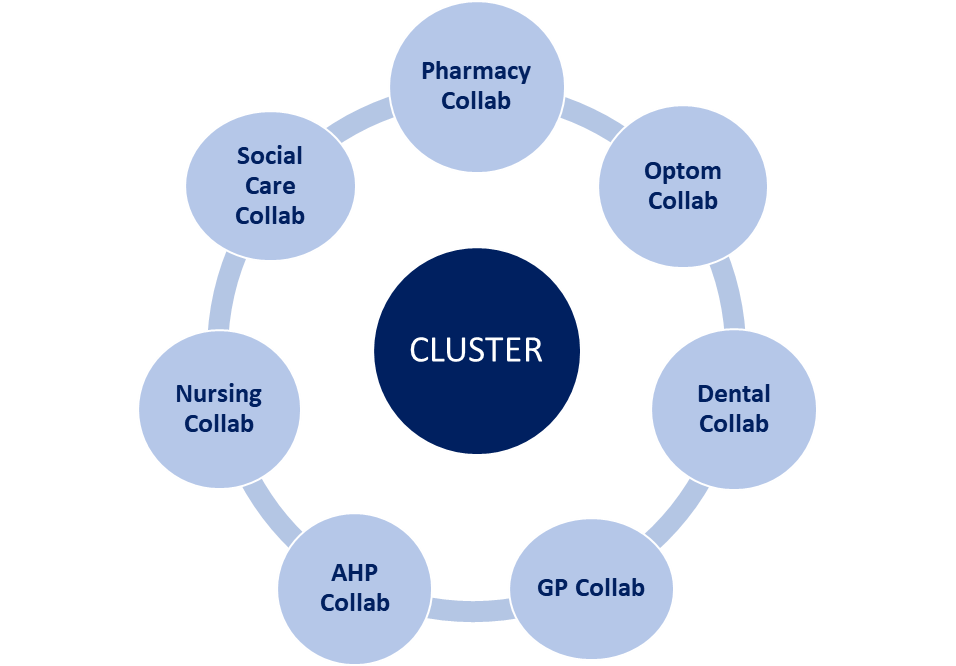 Pharmacy
Collab
Optom
Collab
Dental
Collab
GP Collab
AHP
Collab
Nursing
Collab
Social
Care
Collab
CLUSTER